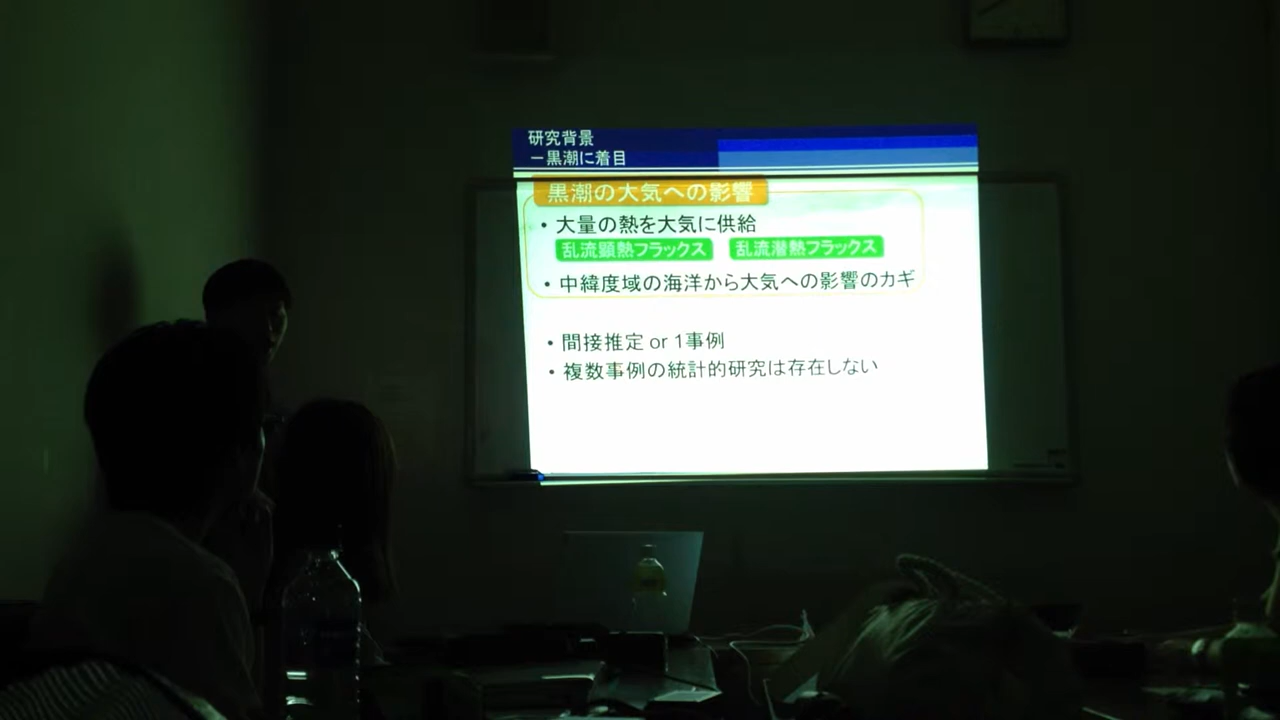 研究背景
－黒潮に着目
黒潮の大気への影響
・大量の熱を大気に供給
乱流顕熱フラックス 乱流潜熱フラックス
・中緯度域の海洋から大気への影響のカギ
・間接推定 or 1事例
・複数事例の統計的研究は存在しない